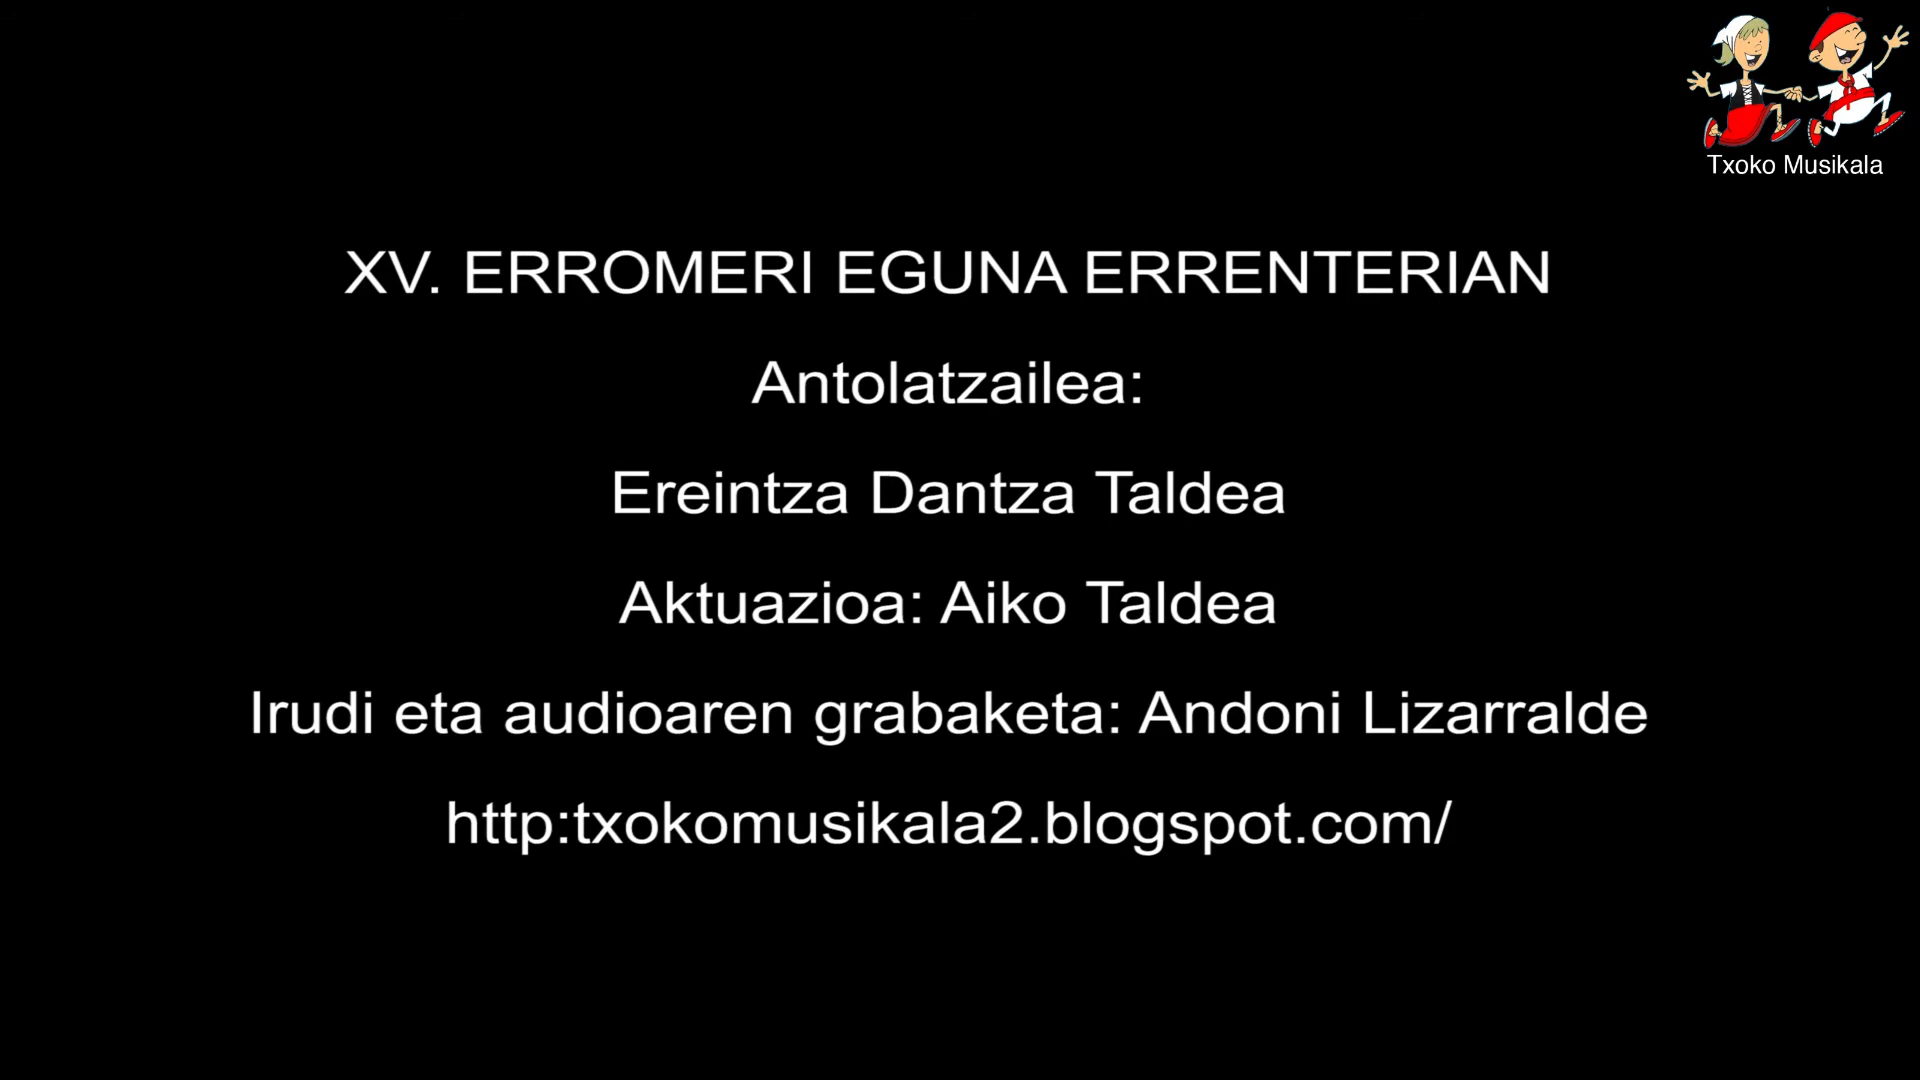 Txoko Musikala
XV. ERROMERI EGUNA ERRENTERIAN
Antolatzailea:
Ereintza Dantza Taldea
Aktuazioa: Aiko Taldea
Irudi eta audioaren grabaketa: Andoni Lizarralde
http:txokomusikala2.blogspot.com/